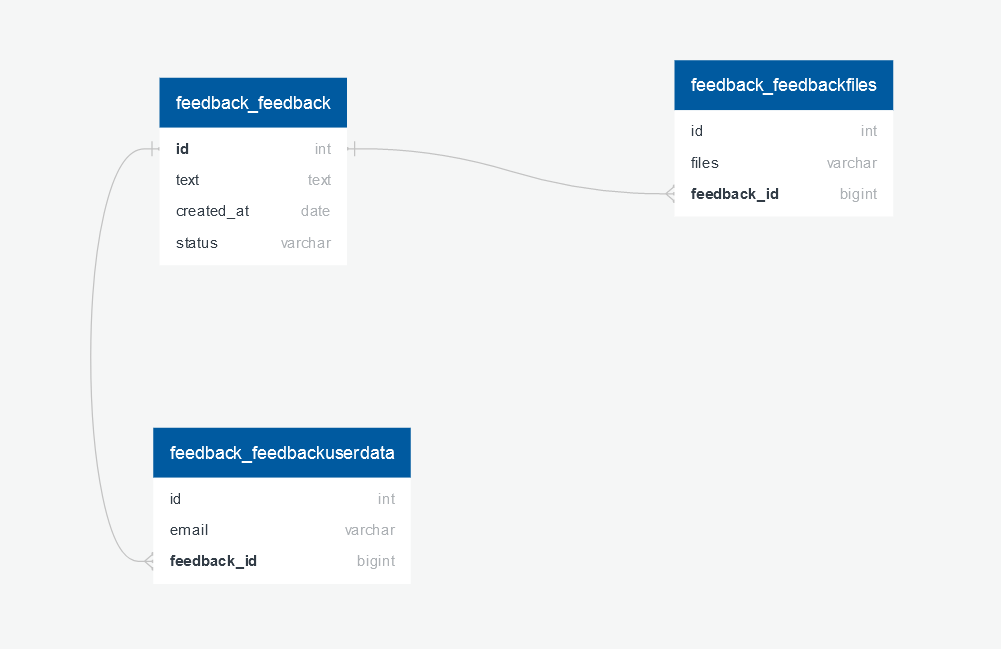 feedback_feedback
id int
text text
created_at date
status varchar
feedback_feedbackfiles
id int
files varchar
feedback_id bigint
feedback_feedbackuserdata
id int
email varchar
feedback_id bigint